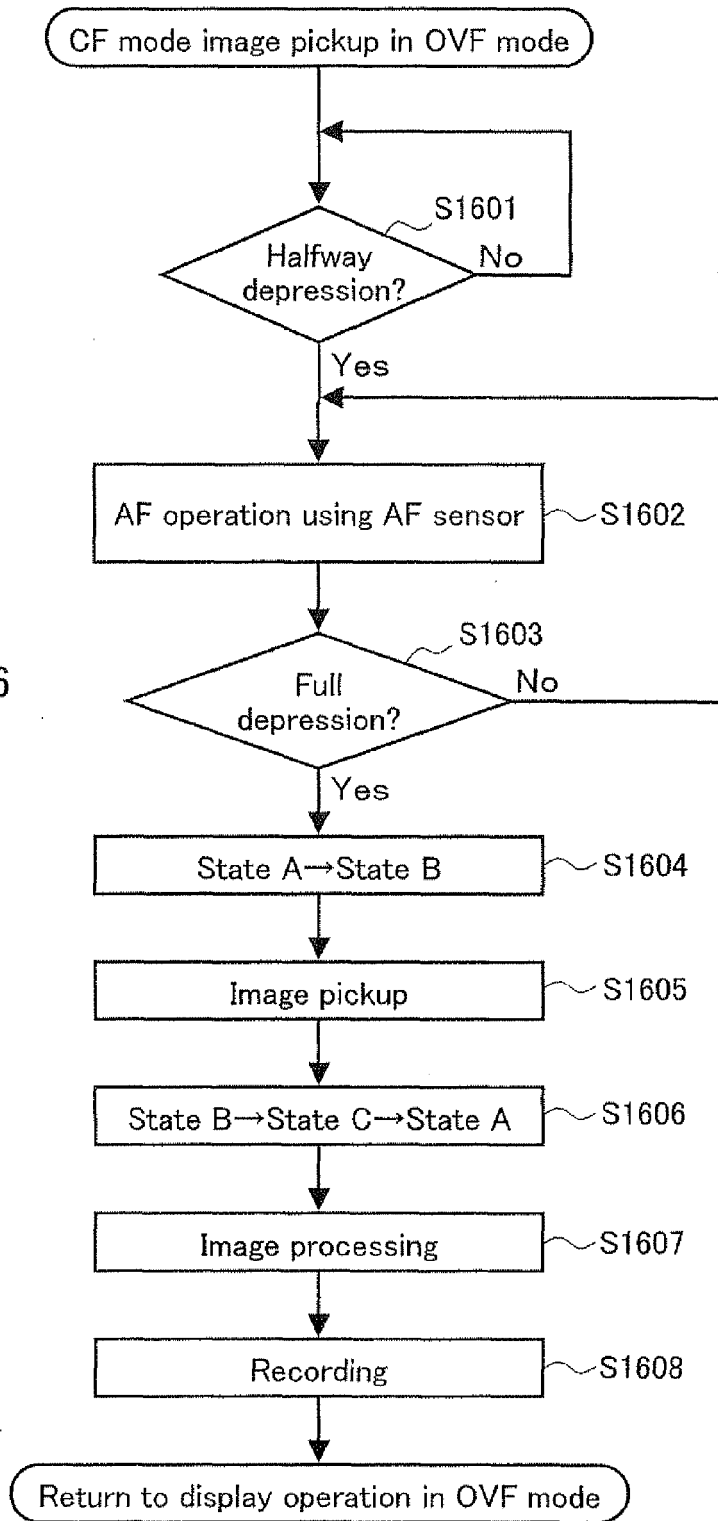 CF mode image pickup in OVF mode
S1601
Halfway
depression?
No
Yes
AF operation using AF sensor
S1602
S1603
6
Full
depression?
No
Yes
State A→State B
S1604
Image pickup
S1605
State B→State C→State A
S1606
Image processing
S1607
Recording
S1608
Return to display operation in OVF mode